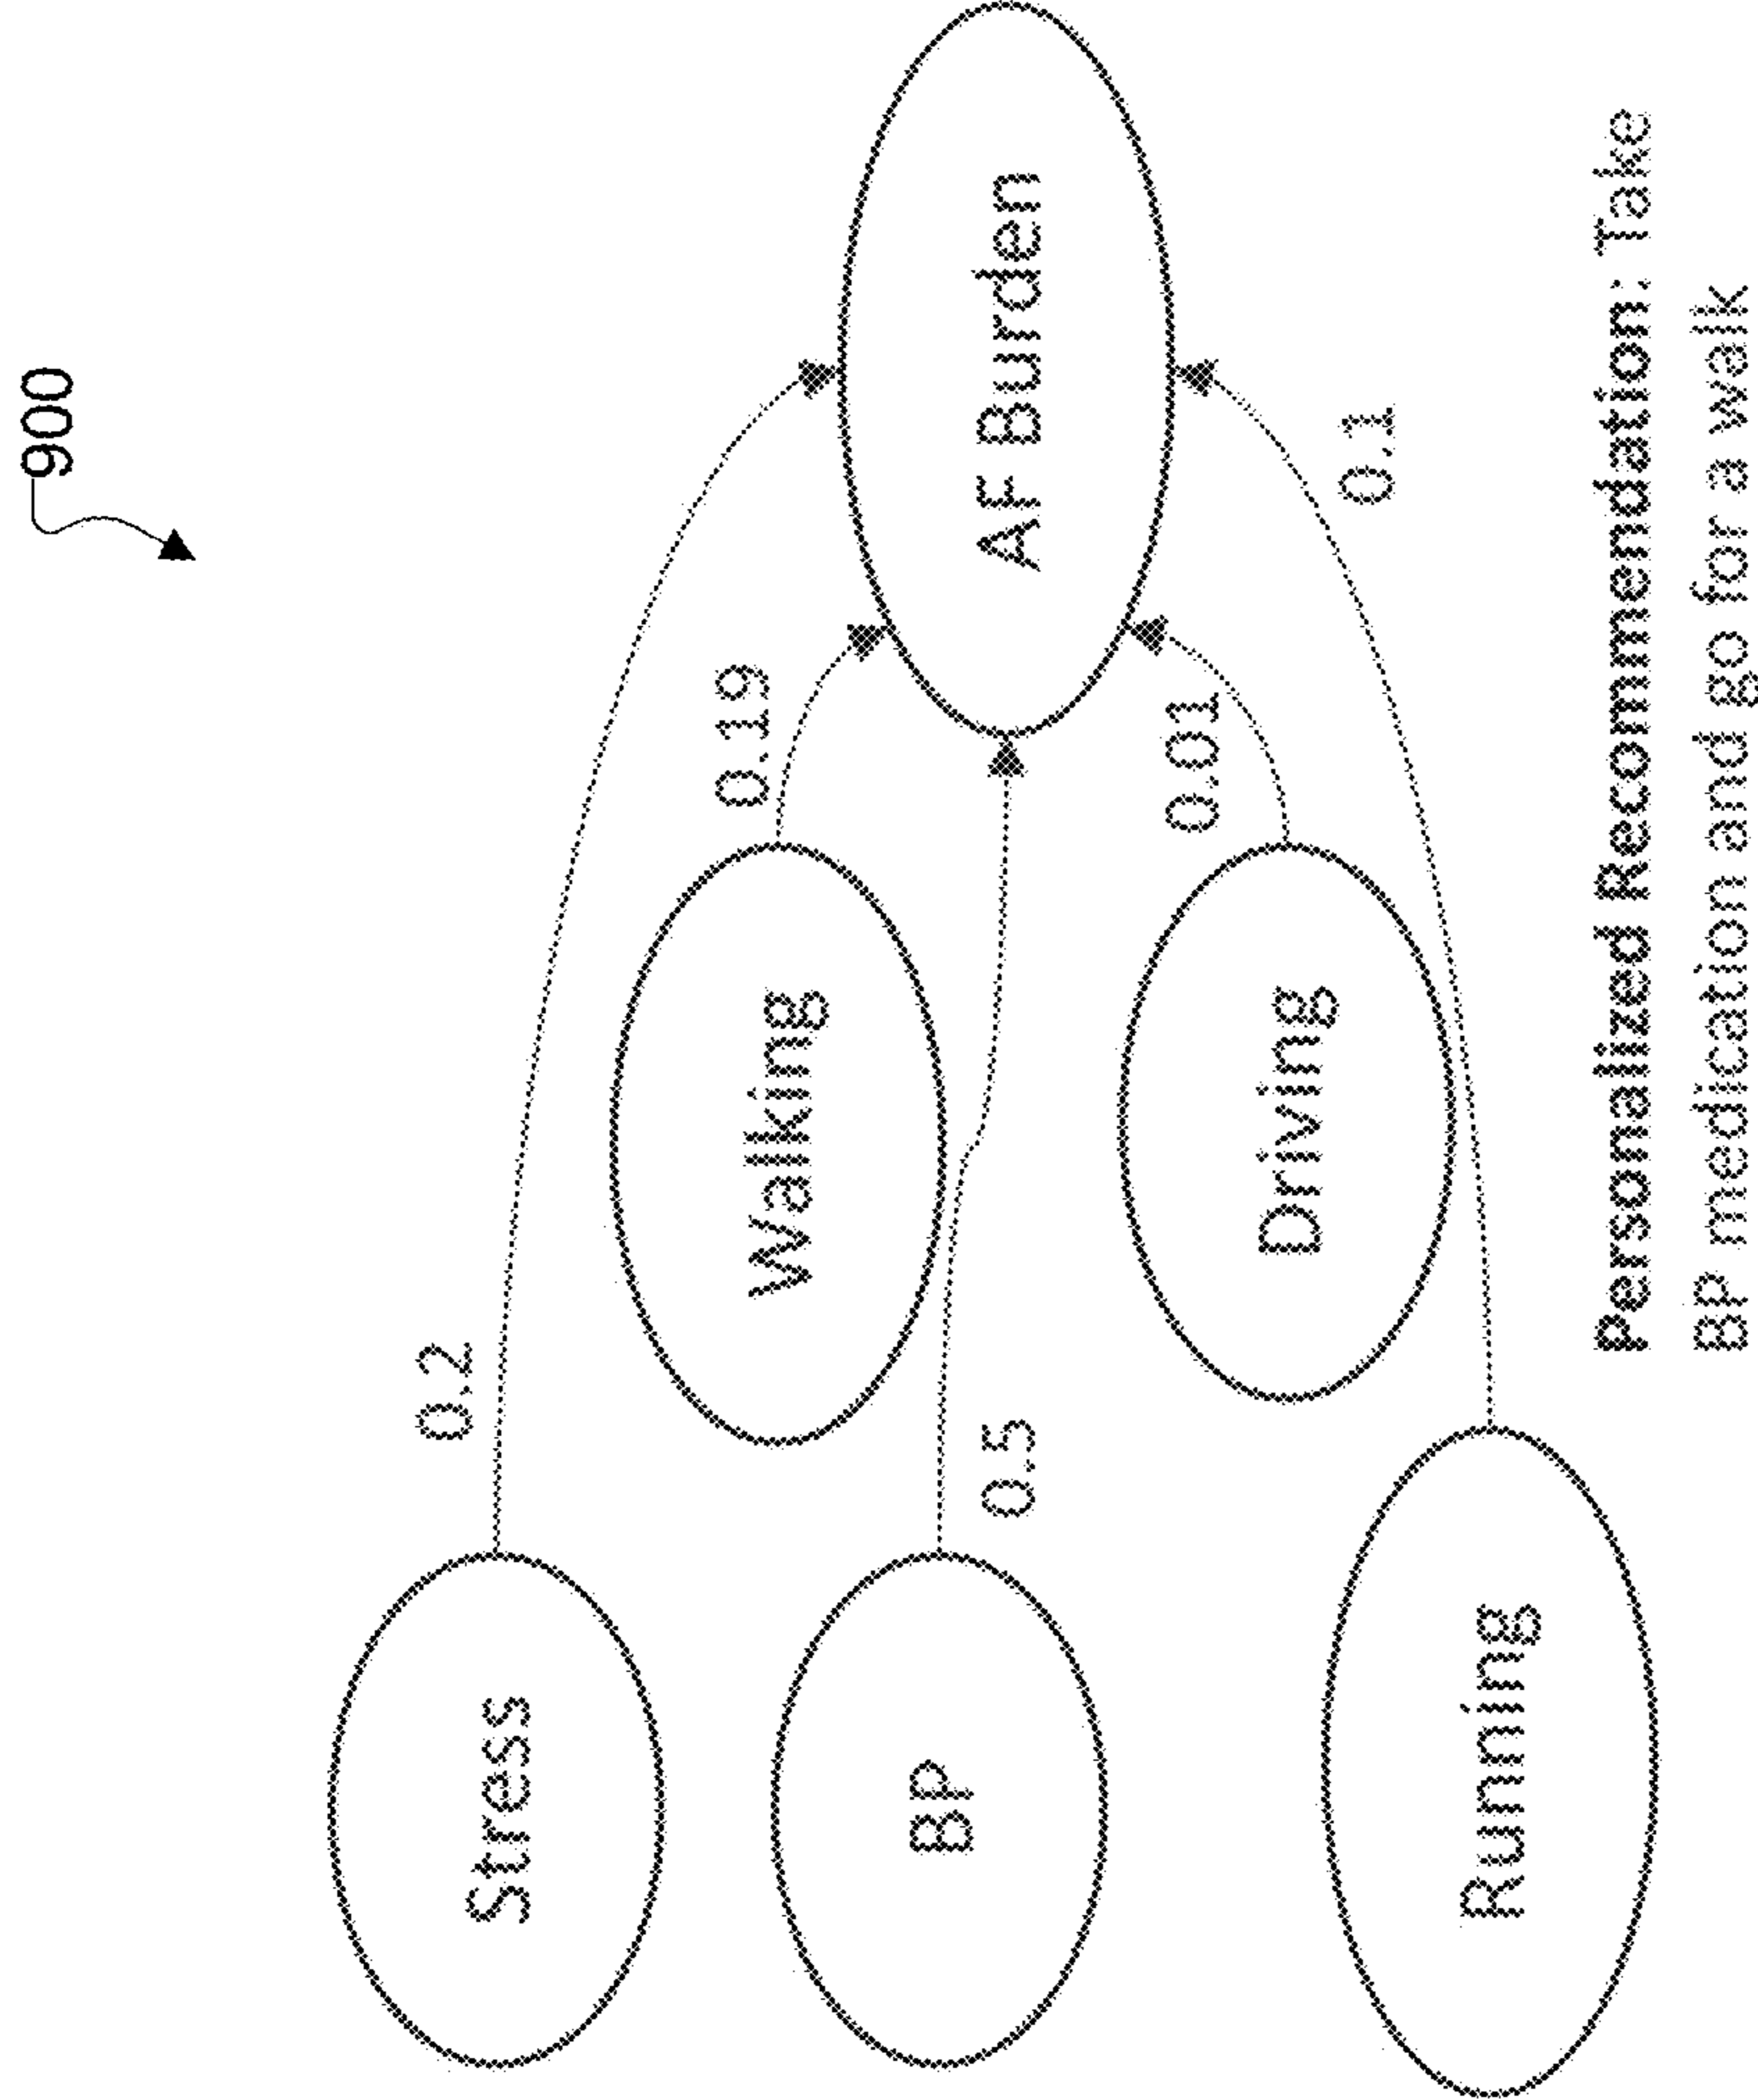 900
Stress
0.2
Walking
0.19
AF Burden
BP
0.5
Driving
0.01
Running
0.1
Personalized Recommendation: Take
BP medication and go for a walk